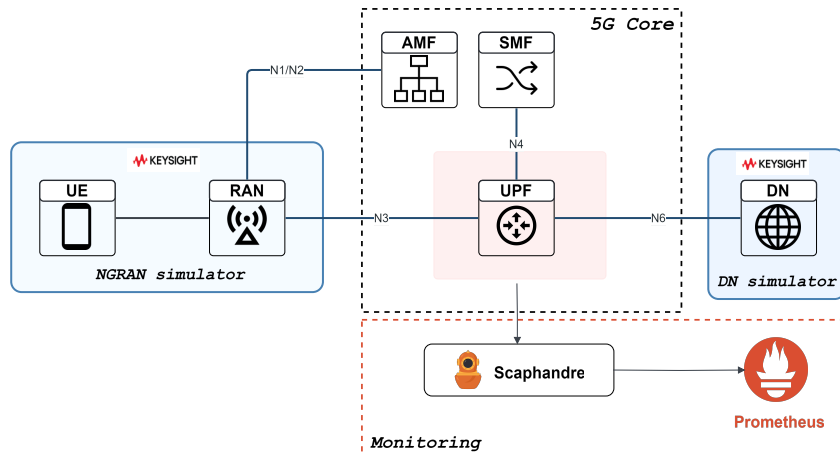 5G Core
AMF
SMF
N1/N2
N4
KEYSIGHT
KEYSIGHT
UE
RAN
UPF
DN
N3
N6
NGRAN simulator
DN simulator
Scaphandre
Prometheus
Monitoring